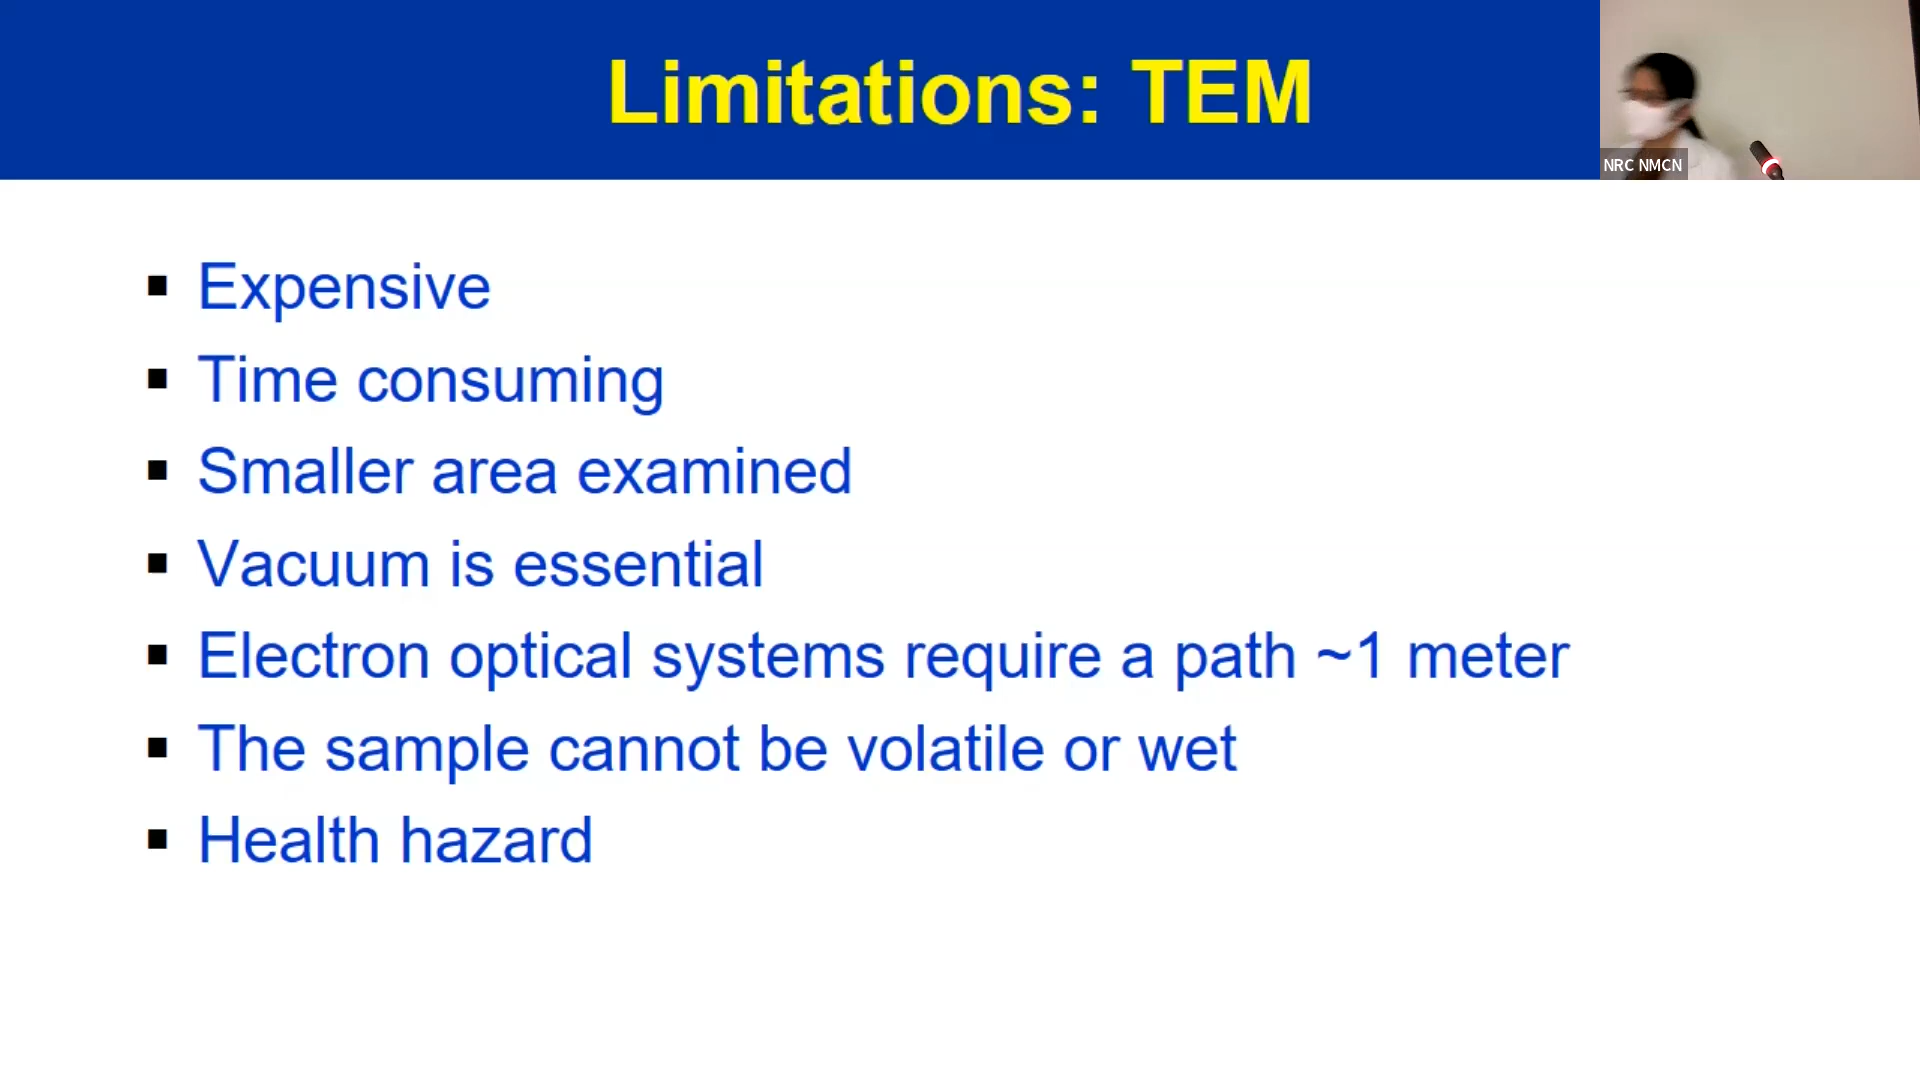 Limitations: TEM
NRC NMCN
▪ Expensive
▪ Time consuming
▪ Smaller area examined
▪ Vacuum is essential
▪ Electron optical systems require a path ~1 meter
▪ The sample cannot be volatile or wet
▪ Health hazard